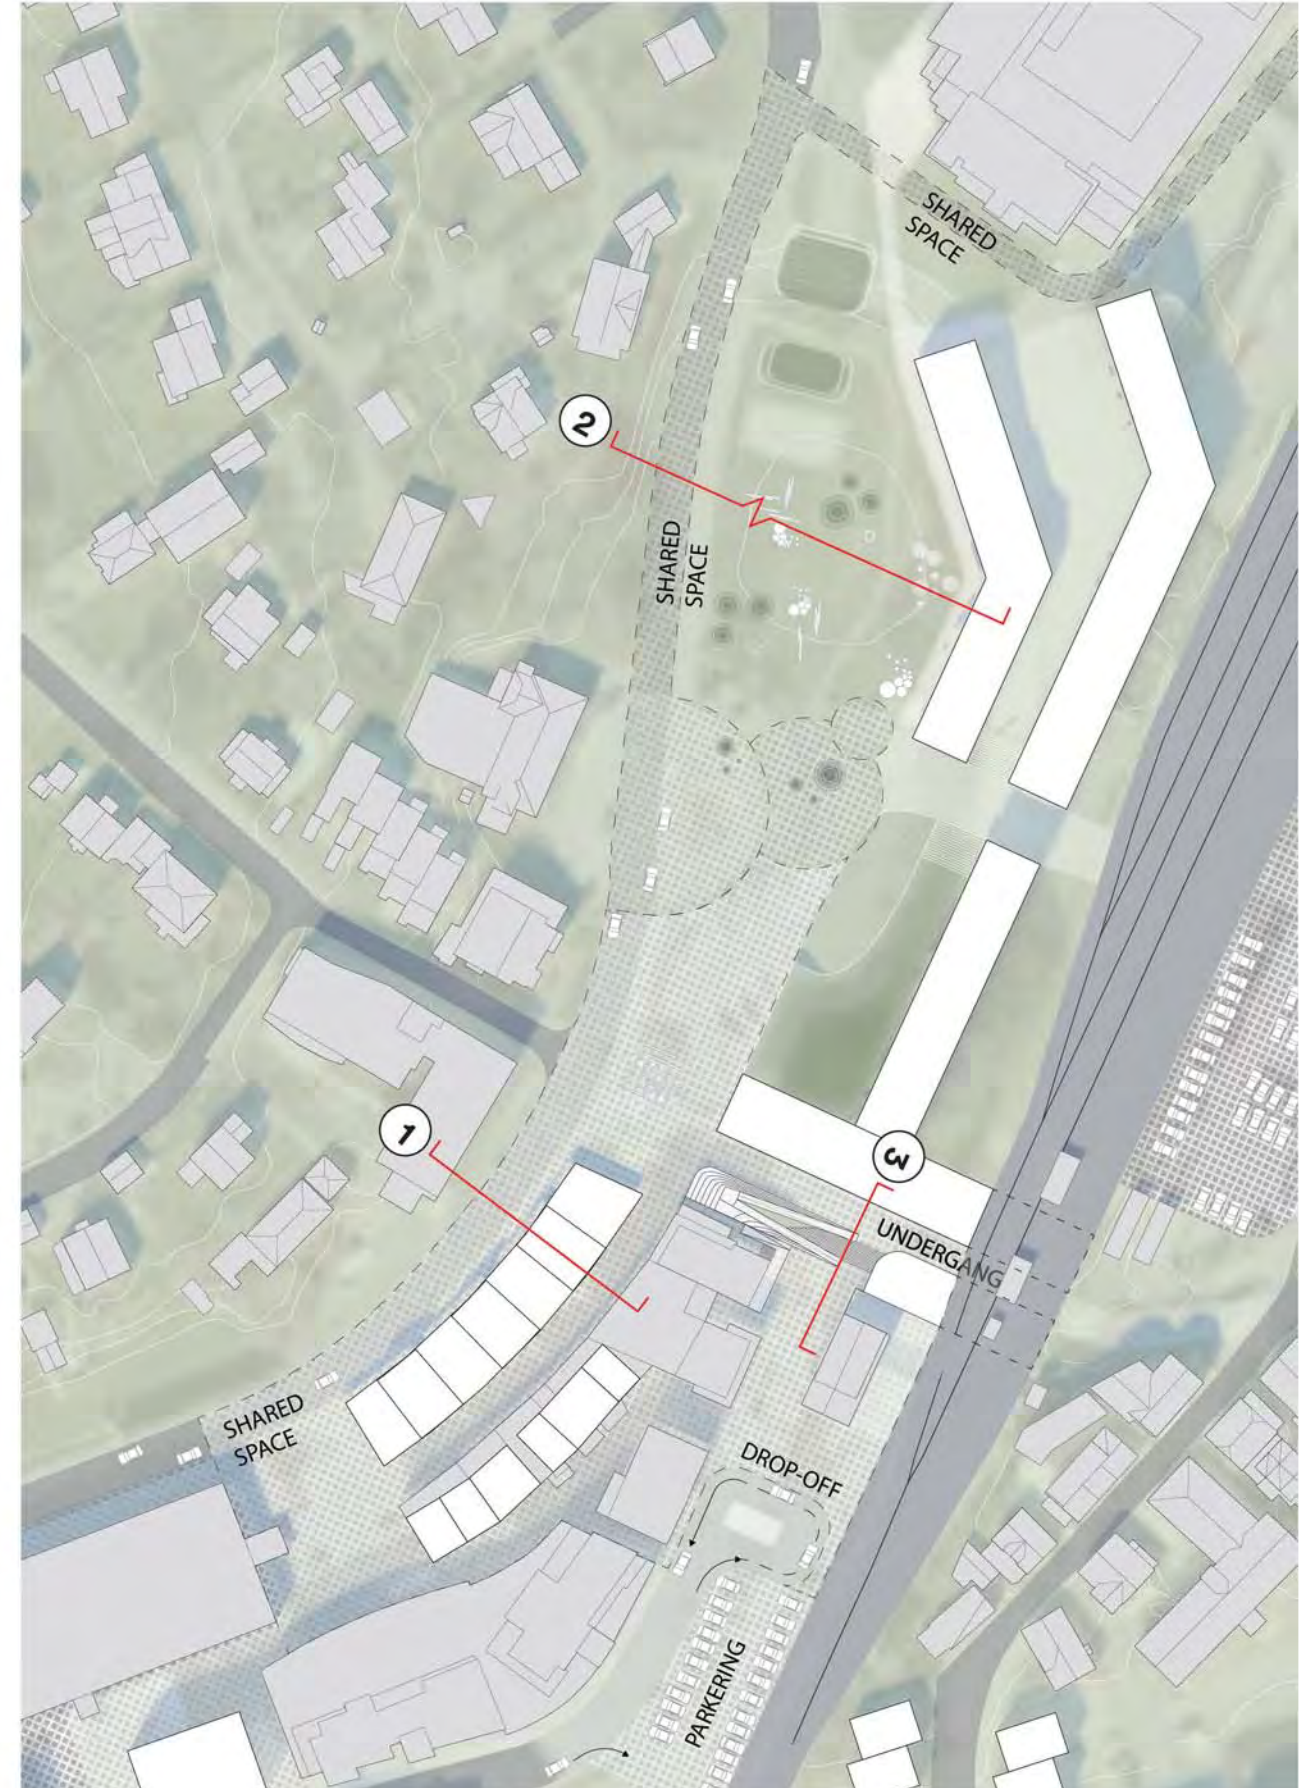 SHARED
SPACE
2
SHARED
SPACE
1
3
UNDERGANG
SHARED
SPACE
DROP-OFF
PARKERING